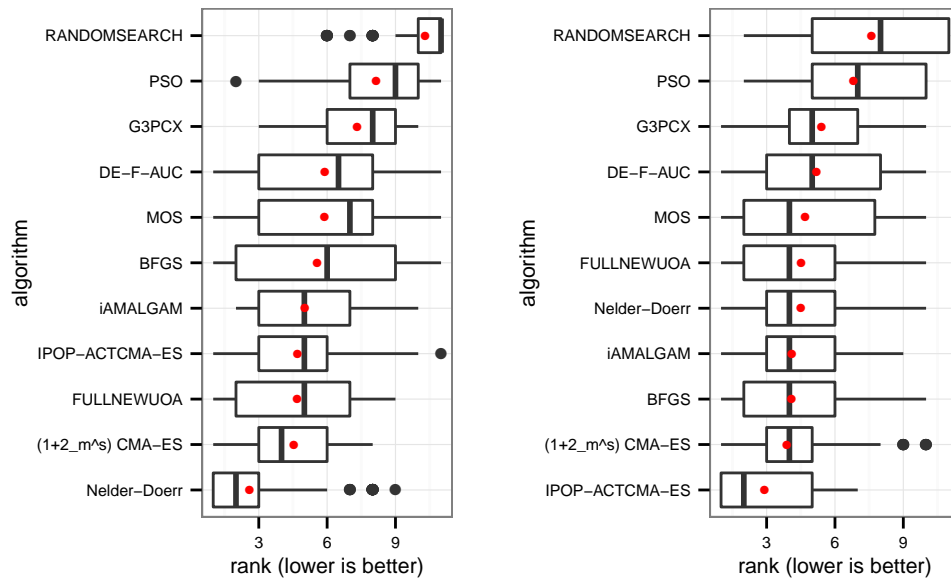 RANDOMSEARCH
PSO
G3PCX
DE−F−AUC
MOS
BFGS
iAMALGAM
IPOP−ACTCMA−ES
FULLNEWUOA
(1+2_m^s) CMA−ES
Nelder−Doerr
algorithm
3 6 9
rank (lower is better)
RANDOMSEARCH
PSO
G3PCX
DE−F−AUC
MOS
FULLNEWUOA
Nelder−Doerr
iAMALGAM
BFGS
(1+2_m^s) CMA−ES
IPOP−ACTCMA−ES
algorithm
3 6 9
rank (lower is better)